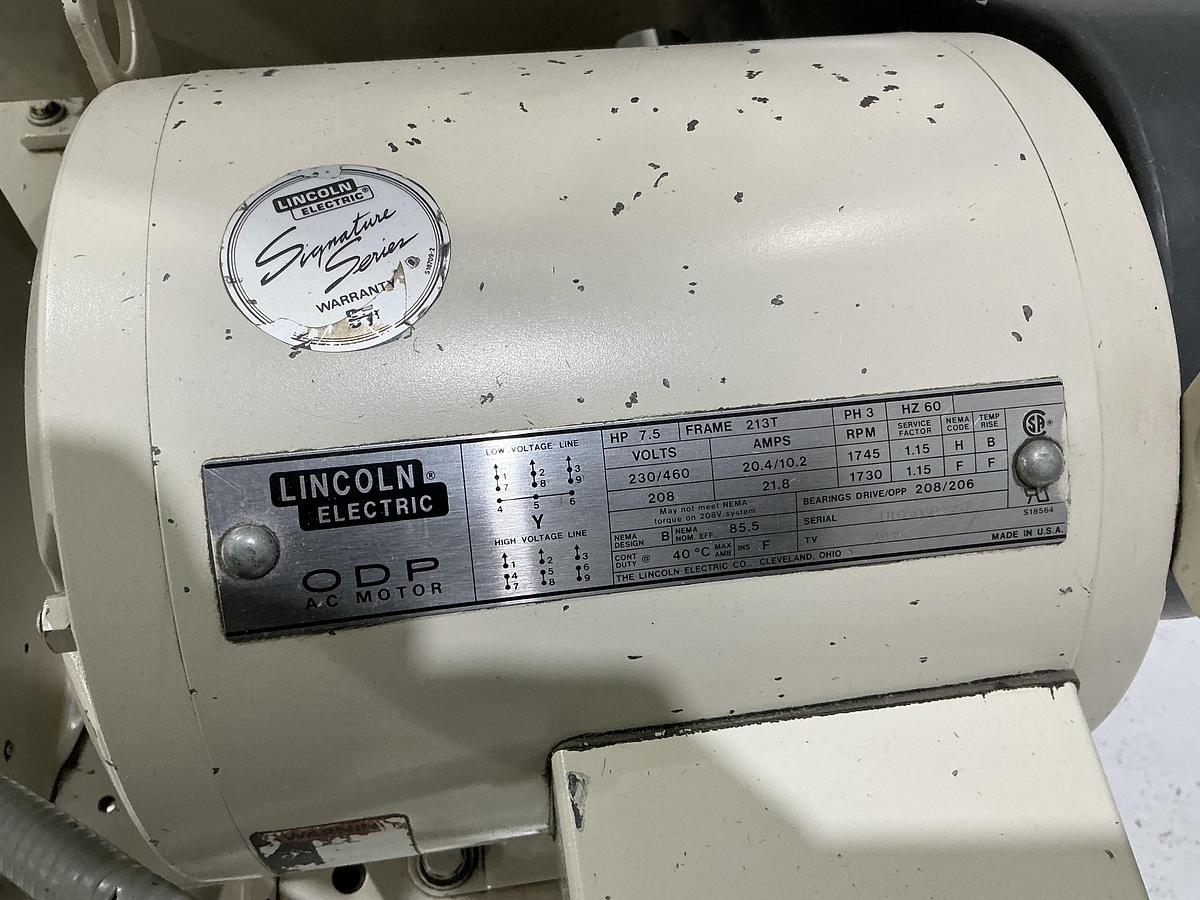 LINCOLN
ELECTRIC®
Signature
Series
WARRANTY
S18709-2
LINCOLN®
ELECTRIC
ODP
AC MOTOR
LOW VOLTAGE LINE
1 2 3
7 8 9
4 5 6
Y
HIGH VOLTAGE LINE
1 2 3
4 5 6
7 8 9
HP 7.5 FRAME 213T PH 3 HZ 60
VOLTS AMPS RPM SERVICE FACTOR NEMA CODE TEMP RISE
230/460 20.4/10.2 1745 1.15 H B
208 21.8 1730 1.15 F F
May not meet NEMA
torque on 208V system
BEARINGS DRIVE/OPP 208/206
NEMA DESIGN B NEMA NOM. EFF. 85.5
SERIAL
CONT DUTY @ 40 °C MAX AMB INS F
TV
THE LINCOLN ELECTRIC CO., CLEVELAND, OHIO
SA®
S18564
MADE IN U.S.A.
WARNING